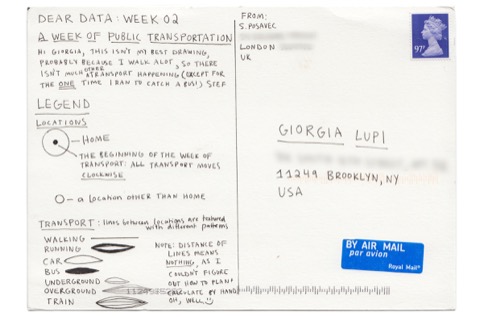 DEAR DATA: WEEK 02
A WEEK OF PUBLIC TRANSPORTATION
HI GIORGIA, THIS ISN'T MY BEST DRAWING,
PROBABLY BECAUSE I WALK ALOT, SO THERE
ISN'T MUCH OTHER TRANSPORT HAPPENING (EXCEPT FOR
THE ONE TIME I RAN TO CATCH A BUS!) STEF
LEGEND
LOCATIONS
HOME
THE BEGINNING OF THE WEEK OF
TRANSPORT: ALL TRANSPORT MOVES
CLOCKWISE
a LOCATION OTHER THAN HOME
TRANSPORT: lines between locations are textured
with different patterns
WALKING
RUNNING
CAR
BUS
UNDERGROUND
OVERGROUND
TRAIN
NOTE: DISTANCE OF
LINES MEANS
NOTHING, AS I
COULDN'T FIGURE
OUT HOW TO PLAN/
CALCULATE BY HAND.
OH, WELL
FROM:
S. POSAVEC
LONDON
UK
97P
GIORGIA LUPI
11249 BROOKLYN, NY
USA
BY AIR MAIL
par avion
Royal Mail